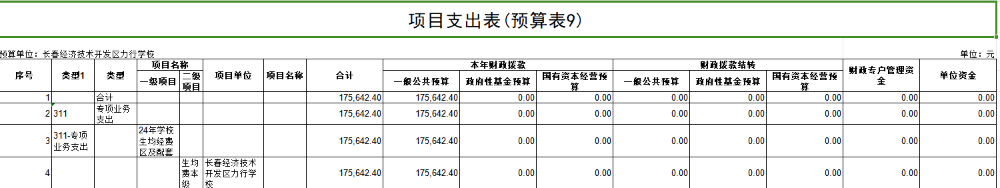 项目支出表(预算表9)
预算单位：长春经济技术开发区力行学校 单位：元
序号 类型1 类型 项目名称 项目单位 项目名称 合计 本年财政拨款 财政拨款结转 财政专户管理资金 单位资金
一级项目 二级项目 一般公共预算 政府性基金预算 国有资本经营预算 一般公共预算 政府性基金预算 国有资本经营预算
1 合计 175,642.40 175,642.40 0.00 0.00 0.00 0.00 0.00 0.00 0.00
2 311 专项业务支出 175,642.40 175,642.40 0.00 0.00 0.00 0.00 0.00 0.00 0.00
3 311-专项业务支出 24年学校生均经费区及配套 175,642.40 175,642.40 0.00 0.00 0.00 0.00 0.00 0.00 0.00
4 生均费本级 长春经济技术开发区力行学校 175,642.40 175,642.40 0.00 0.00 0.00 0.00 0.00 0.00 0.00